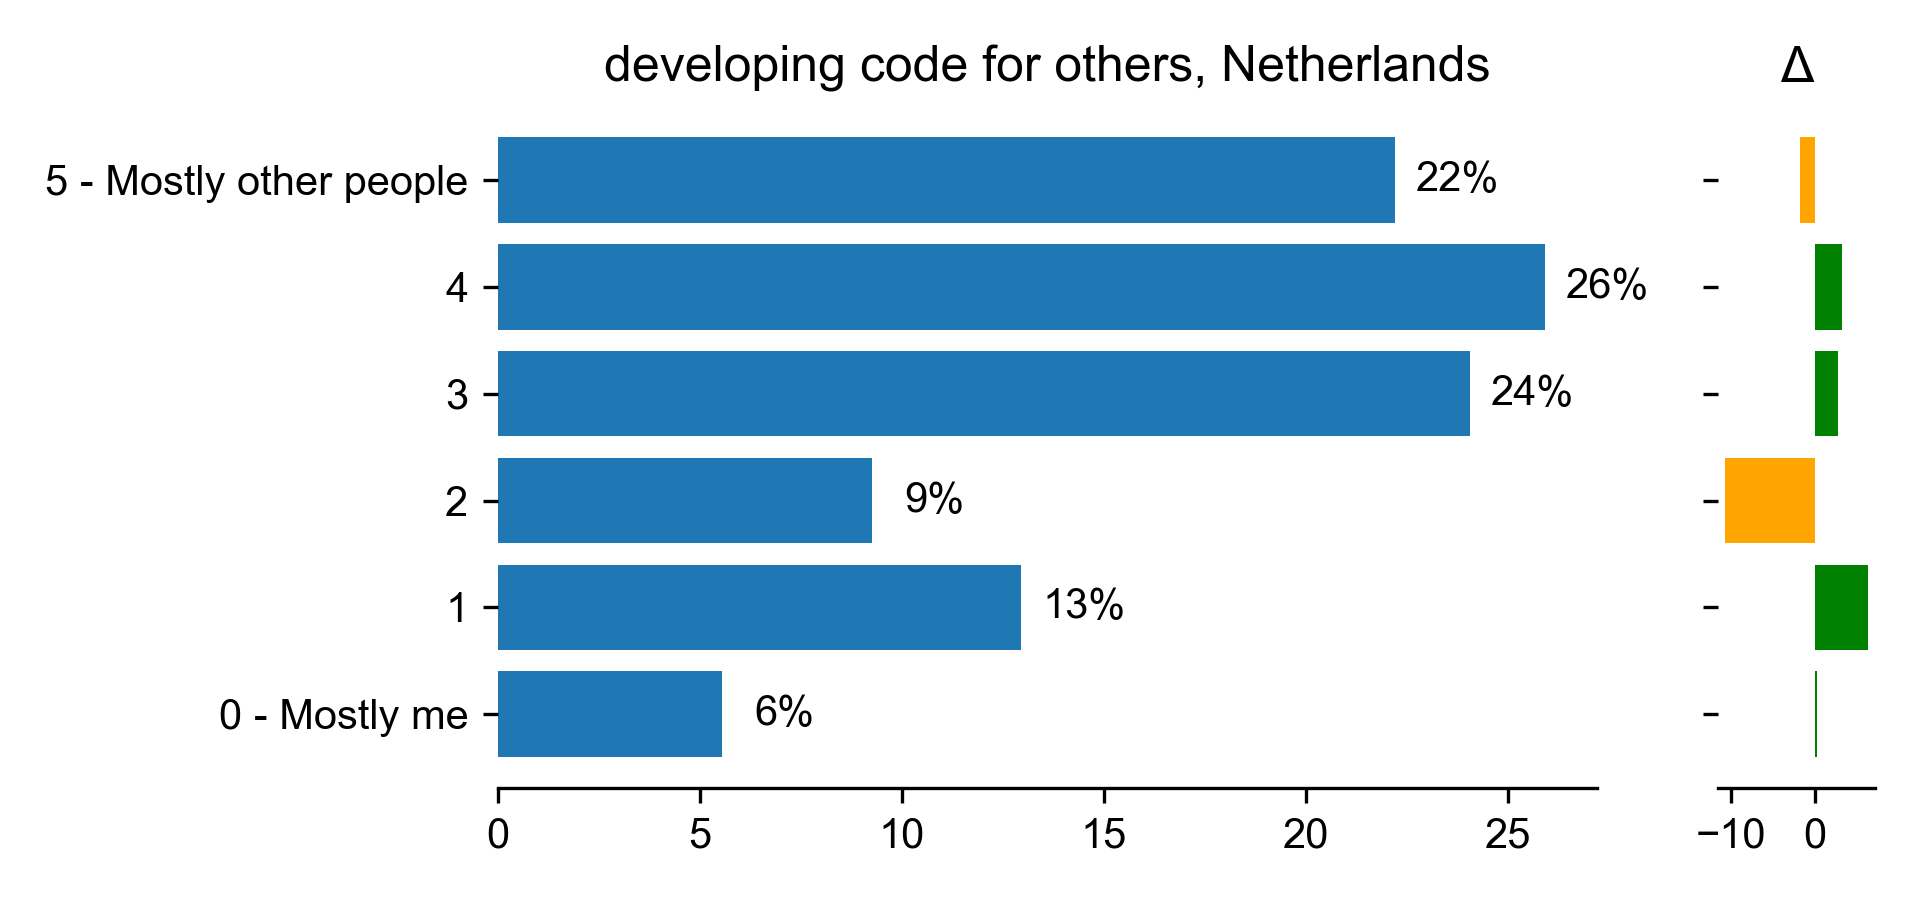 developing code for others, Netherlands
Δ
5 - Mostly other people
22%
4
26%
3
24%
2
9%
1
13%
0 - Mostly me
6%
0 5 10 15 20 25
−10 0